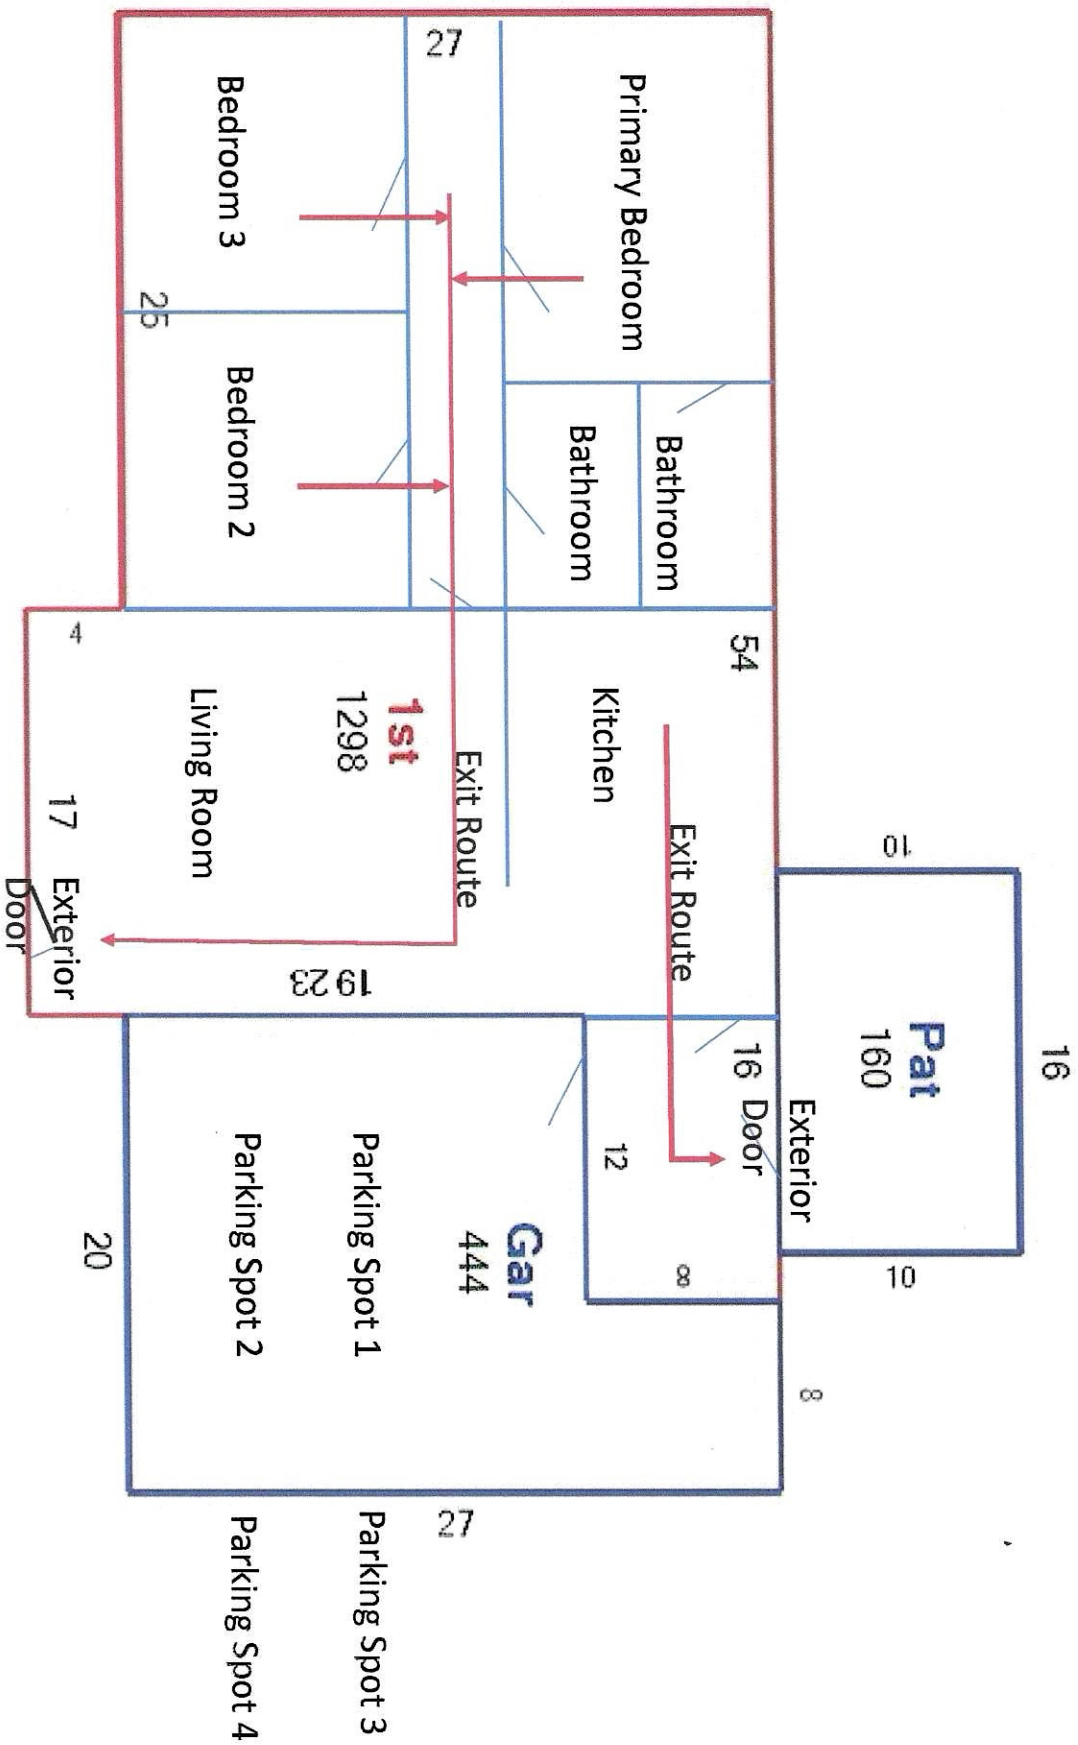 16
Pat
160
10
10
8
Exterior
Door
54
16
8
Primary Bedroom
Bathroom
Bathroom
Kitchen
Exit Route
12
Gar
444
27
27
Exit Route
1st
1298
19 23
Parking Spot 1
Parking Spot 3
Bedroom 3
Bedroom 2
Living Room
Parking Spot 2
Parking Spot 4
25
4
17
20
Exterior
Door